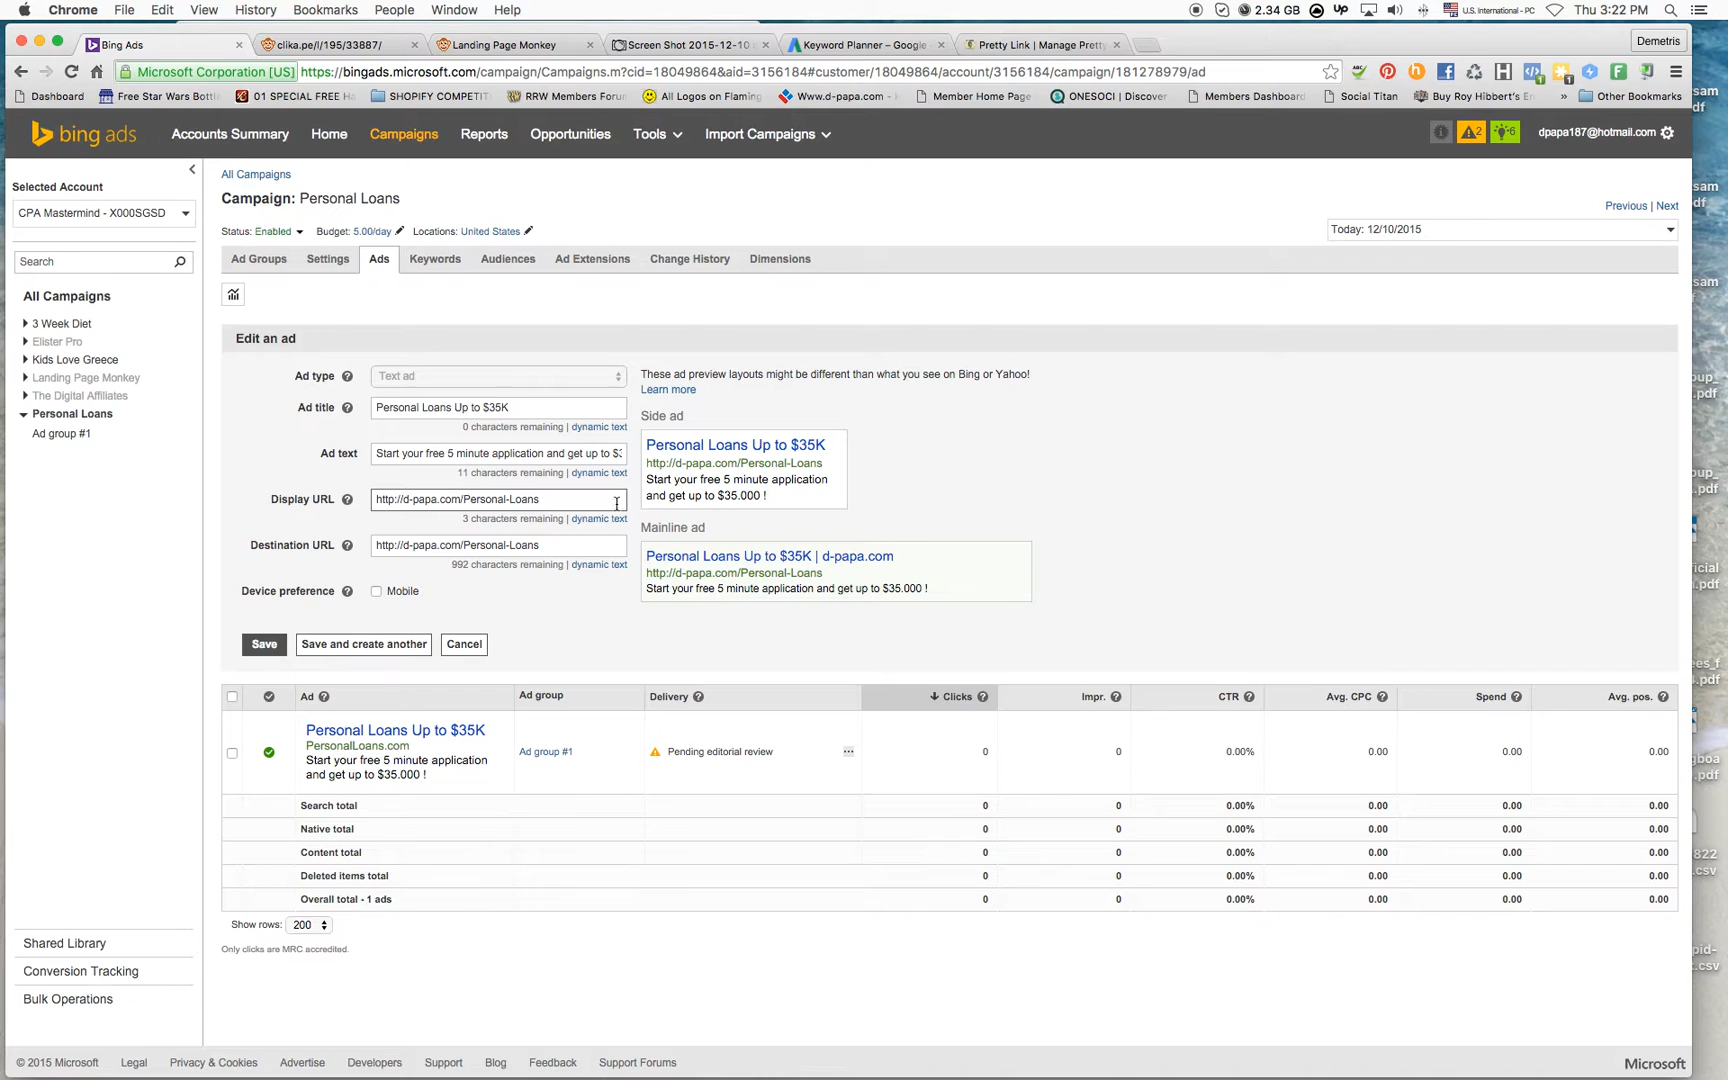 Chrome File Edit View History Bookmarks People Window Help 2.34 GB UP U.S. International - PC Thu 3:22 PM
Bing Ads clika.pe/l/195/33887/ Landing Page Monkey Screen Shot 2015-12-10 Keyword Planner – Google Pretty Link | Manage Pretty Demetris
Microsoft Corporation [US] https://bingads.microsoft.com/campaign/Campaigns.m?cid=18049864&aid=3156184#customer/18049864/account/3156184/campaign/181278979/ad
Dashboard Free Star Wars Bottl 01 SPECIAL FREE Ha SHOPIFY COMPETIT RRW Members Forum All Logos on Flaming Www.d-papa.com - Member Home Page ONESOCI | Discover Members Dashboard Social Titan Buy Roy Hibbert's En » Other Bookmarks
bing ads Accounts Summary Home Campaigns Reports Opportunities Tools Import Campaigns 2 6 dpapa187@hotmail.com
Selected Account
CPA Mastermind - X000SGSD
Search
All Campaigns
3 Week Diet
Elister Pro
Kids Love Greece
Landing Page Monkey
The Digital Affiliates
Personal Loans
Ad group #1
Shared Library
Conversion Tracking
Bulk Operations
All Campaigns
Campaign: Personal Loans
Previous | Next
Status: Enabled Budget: 5.00/day Locations: United States
Today: 12/10/2015
Ad Groups Settings Ads Keywords Audiences Ad Extensions Change History Dimensions
Edit an ad
Ad type Text ad
Ad title Personal Loans Up to $35K
0 characters remaining | dynamic text
Ad text Start your free 5 minute application and get up to $3
11 characters remaining | dynamic text
Display URL http://d-papa.com/Personal-Loans
3 characters remaining | dynamic text
Destination URL http://d-papa.com/Personal-Loans
992 characters remaining | dynamic text
Device preference Mobile
These ad preview layouts might be different than what you see on Bing or Yahoo!
Learn more
Side ad
Personal Loans Up to $35K
http://d-papa.com/Personal-Loans
Start your free 5 minute application
and get up to $35.000 !
Mainline ad
Personal Loans Up to $35K | d-papa.com
http://d-papa.com/Personal-Loans
Start your free 5 minute application and get up to $35.000 !
Save Save and create another Cancel
Ad Ad group Delivery Clicks Impr. CTR Avg. CPC Spend Avg. pos.
Personal Loans Up to $35K
PersonalLoans.com
Start your free 5 minute application
and get up to $35.000 !
Ad group #1 Pending editorial review ... 0 0 0.00% 0.00 0.00 0.00
Search total 0 0 0.00% 0.00 0.00 0.00
Native total 0 0 0.00% 0.00 0.00 0.00
Content total 0 0 0.00% 0.00 0.00 0.00
Deleted items total 0 0 0.00% 0.00 0.00 0.00
Overall total - 1 ads 0 0 0.00% 0.00 0.00 0.00
Show rows: 200
Only clicks are MRC accredited.
© 2015 Microsoft Legal Privacy & Cookies Advertise Developers Support Blog Feedback Support Forums Microsoft